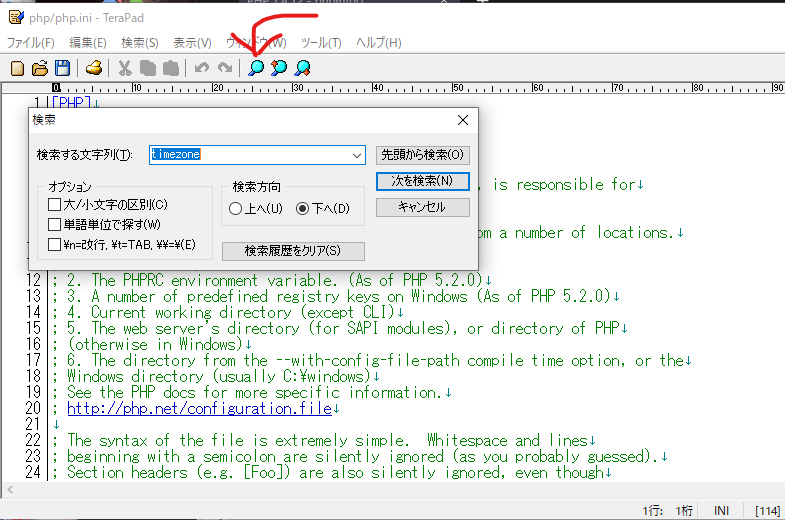 php/php.ini - TeraPad
ファイル(F) 編集(E) 検索(S) 表示(V) ウィンドウ(W) ツール(T) ヘルプ(H)
0 10 20 30 40 50 60 70 80 90
1 [PHP]↓
検索
検索する文字列(T): timezone 先頭から検索(O)
オプション 検索方向 次を検索(N)
大/小文字の区別(C) 上へ(U) 下へ(D) キャンセル
単語単位で探す(W)
¥n=改行, ¥t=TAB, ¥¥=¥(E) 検索履歴をクリア(S)
, is responsible for↓
m a number of locations.↓
12 ; 2. The PHPRC environment variable. (As of PHP 5.2.0)↓
13 ; 3. A number of predefined registry keys on Windows (As of PHP 5.2.0)↓
14 ; 4. Current working directory (except CLI)↓
15 ; 5. The web server's directory (for SAPI modules), or directory of PHP↓
16 ; (otherwise in Windows)↓
17 ; 6. The directory from the --with-config-file-path compile time option, or the↓
18 ; Windows directory (usually C:¥windows)↓
19 ; See the PHP docs for more specific information.↓
20 ; http://php.net/configuration.file↓
21 ↓
22 ; The syntax of the file is extremely simple.  Whitespace and lines↓
23 ; beginning with a semicolon are silently ignored (as you probably guessed).↓
24 ; Section headers (e.g. [Foo]) are also silently ignored, even though↓
1行: 1桁 INI [114]